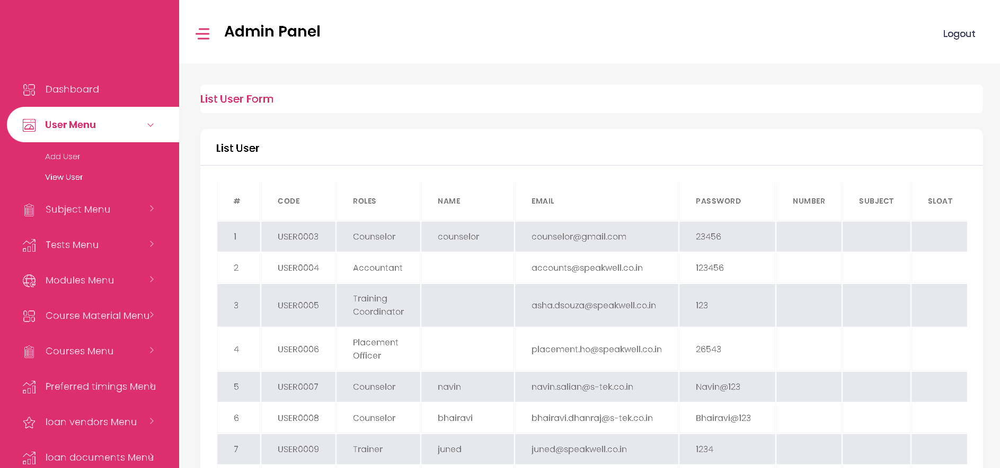 Admin Panel
Logout
Dashboard
User Menu
Add User
View User
Subject Menu
Tests Menu
Modules Menu
Course Material Menu
Courses Menu
Preferred timings Menu
loan vendors Menu
loan documents Menu
List User Form
List User
# CODE ROLES NAME EMAIL PASSWORD NUMBER SUBJECT SLOAT
1 USER0003 Counselor counselor counselor@gmail.com 23456
2 USER0004 Accountant accounts@speakwell.co.in 123456
3 USER0005 Training Coordinator asha.dsouza@speakwell.co.in 123
4 USER0006 Placement Officer placement.ho@speakwell.co.in 26543
5 USER0007 Counselor navin navin.salian@s-tek.co.in Navin@123
6 USER0008 Counselor bhairavi bhairavi.dhanraj@s-tek.co.in Bhairavi@123
7 USER0009 Trainer juned juned@speakwell.co.in 1234